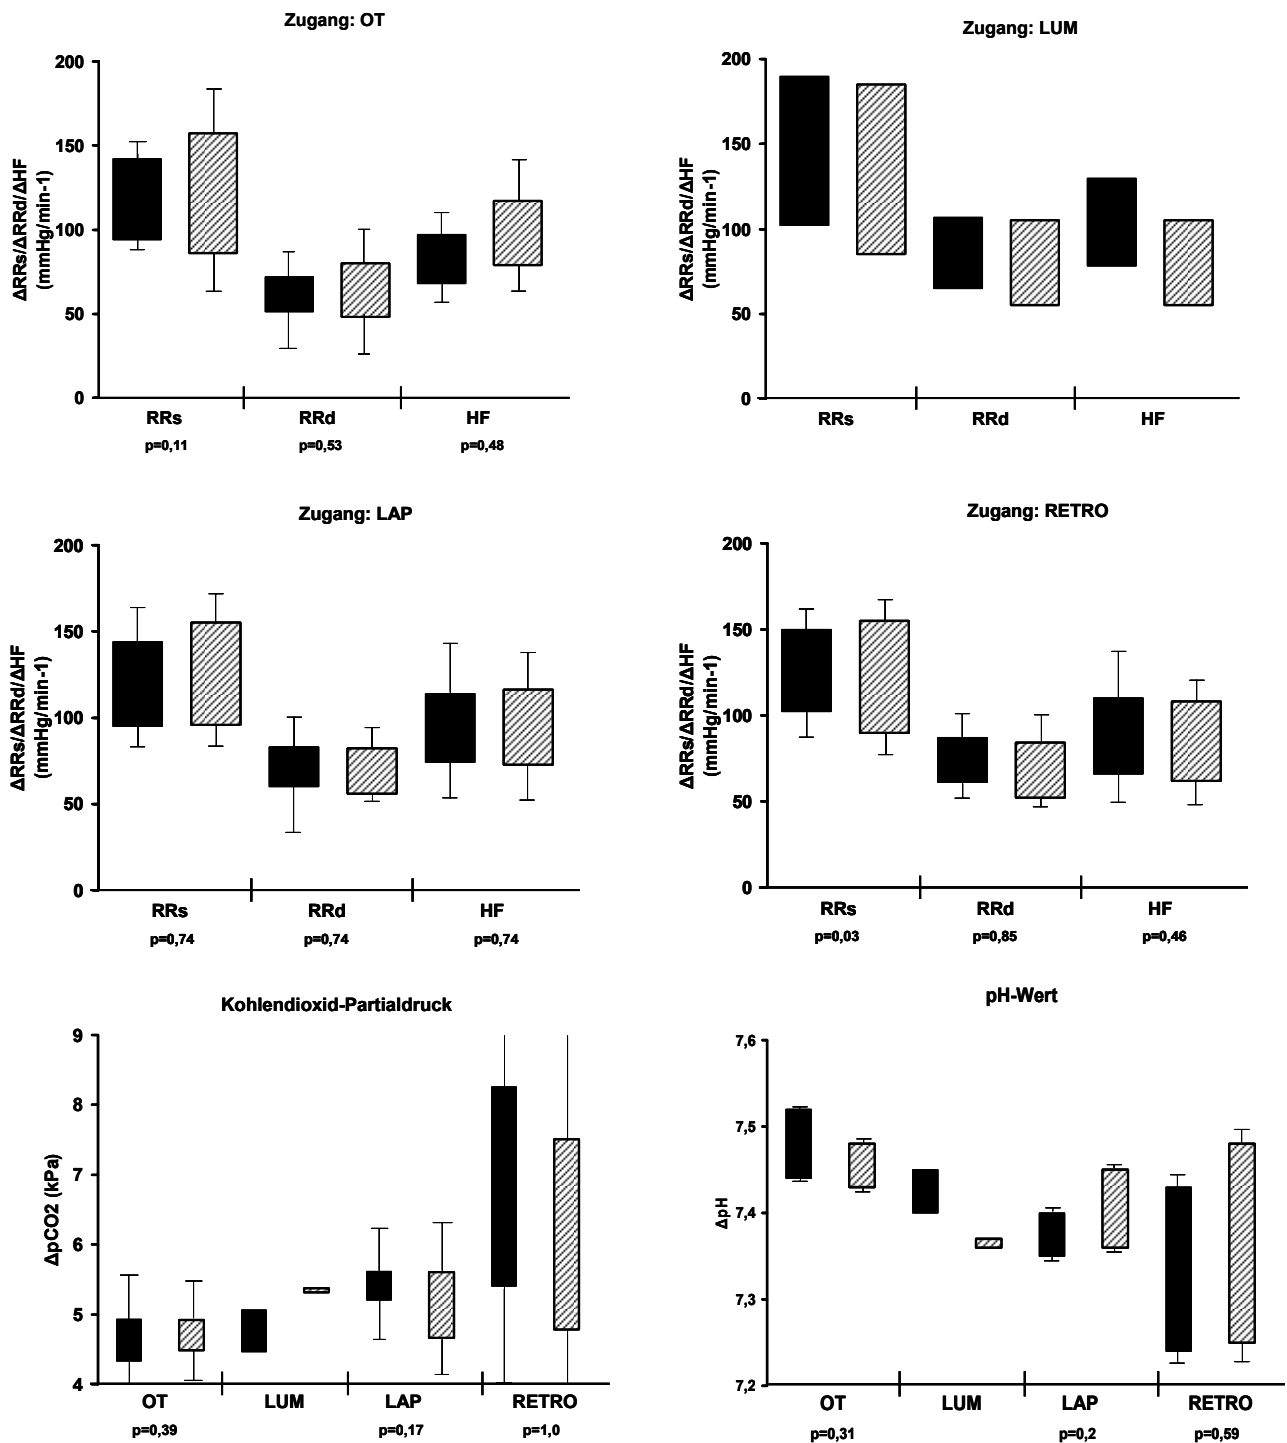 Zugang: OT
ΔRRs/ΔRRd/ΔHF
(mmHg/min-1)
200
150
100
50
0
RRs RRd HF
p=0,11 p=0,53 p=0,48
Zugang: LUM
ΔRRs/ΔRRd/ΔHF
(mmHg/min-1)
200
150
100
50
0
RRs RRd HF
Zugang: LAP
ΔRRs/ΔRRd/ΔHF
(mmHg/min-1)
200
150
100
50
0
RRs RRd HF
p=0,74 p=0,74 p=0,74
Zugang: RETRO
ΔRRs/ΔRRd/ΔHF
(mmHg/min-1)
200
150
100
50
0
RRs RRd HF
p=0,03 p=0,85 p=0,46
Kohlendioxid-Partialdruck
ΔpCO2 (kPa)
9
8
7
6
5
4
OT LUM LAP RETRO
p=0,39 p=0,17 p=1,0
pH-Wert
ΔpH
7,6
7,5
7,4
7,3
7,2
OT LUM LAP RETRO
p=0,31 p=0,2 p=0,59